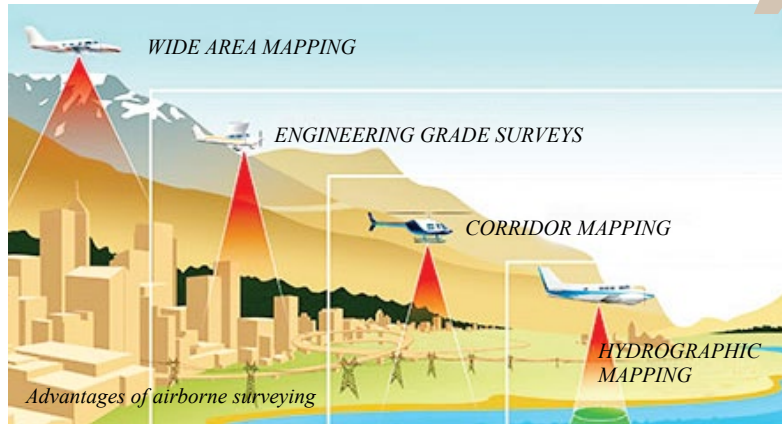 WIDE AREA MAPPING
ENGINEERING GRADE SURVEYS
CORRIDOR MAPPING
HYDROGRAPHIC
MAPPING
Advantages of airborne surveying